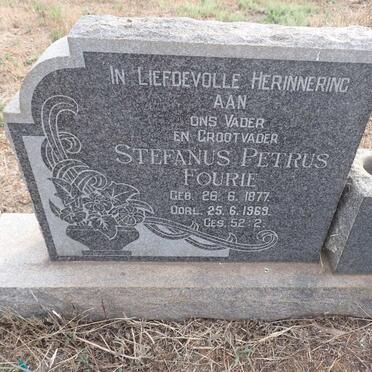 In Liefdevolle Herinnering
aan
ons Vader
en Grootvader
Stefanus Petrus
Fourie
Geb. 26. 6. 1877.
Oorl. 25. 6. 1969.
Ges. 52-2.